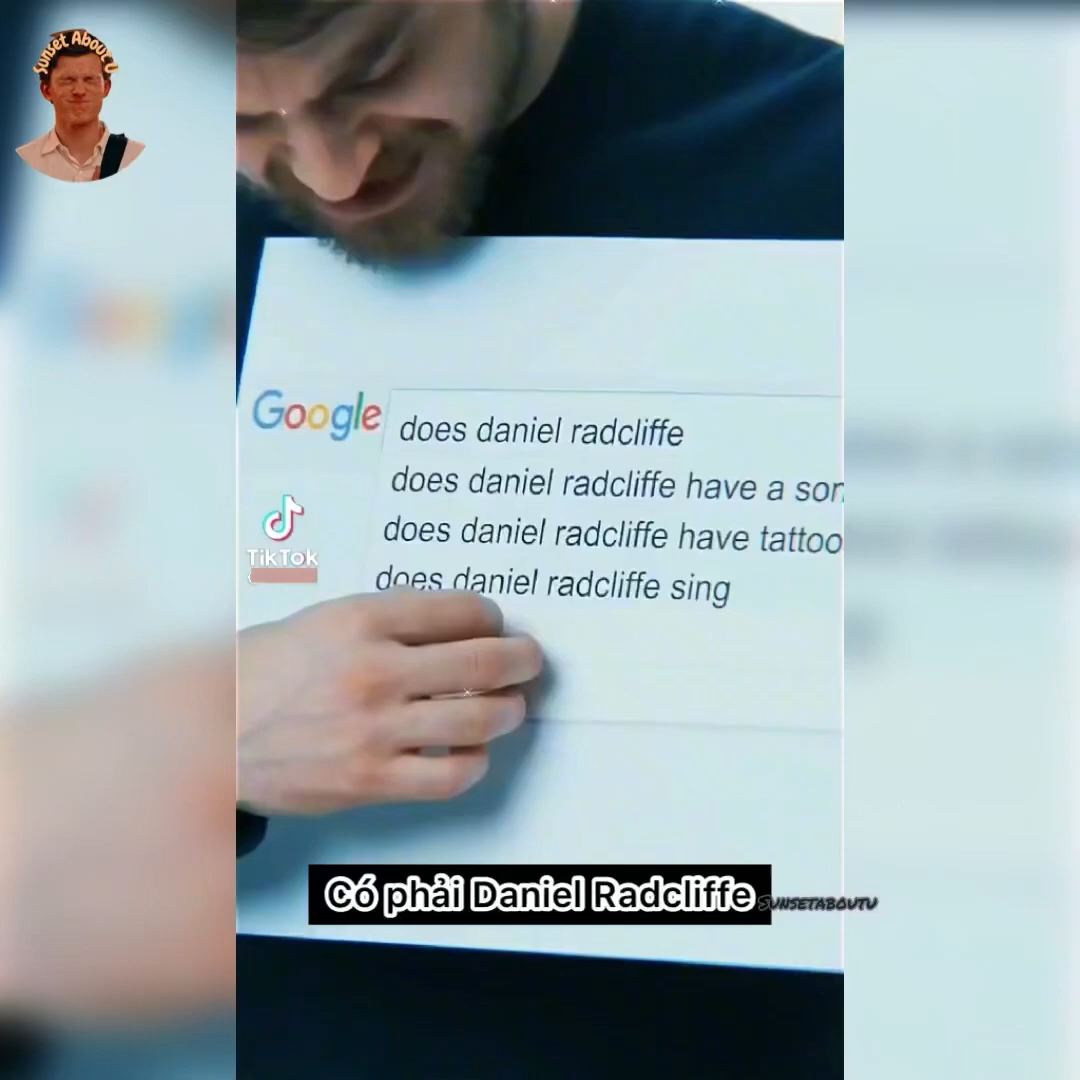 Sunset About U
Google
does daniel radcliffe
does daniel radcliffe have a son
does daniel radcliffe have tattoo
does daniel radcliffe sing
TikTok
Có phải Daniel Radcliffe
SUNSETABOUTU